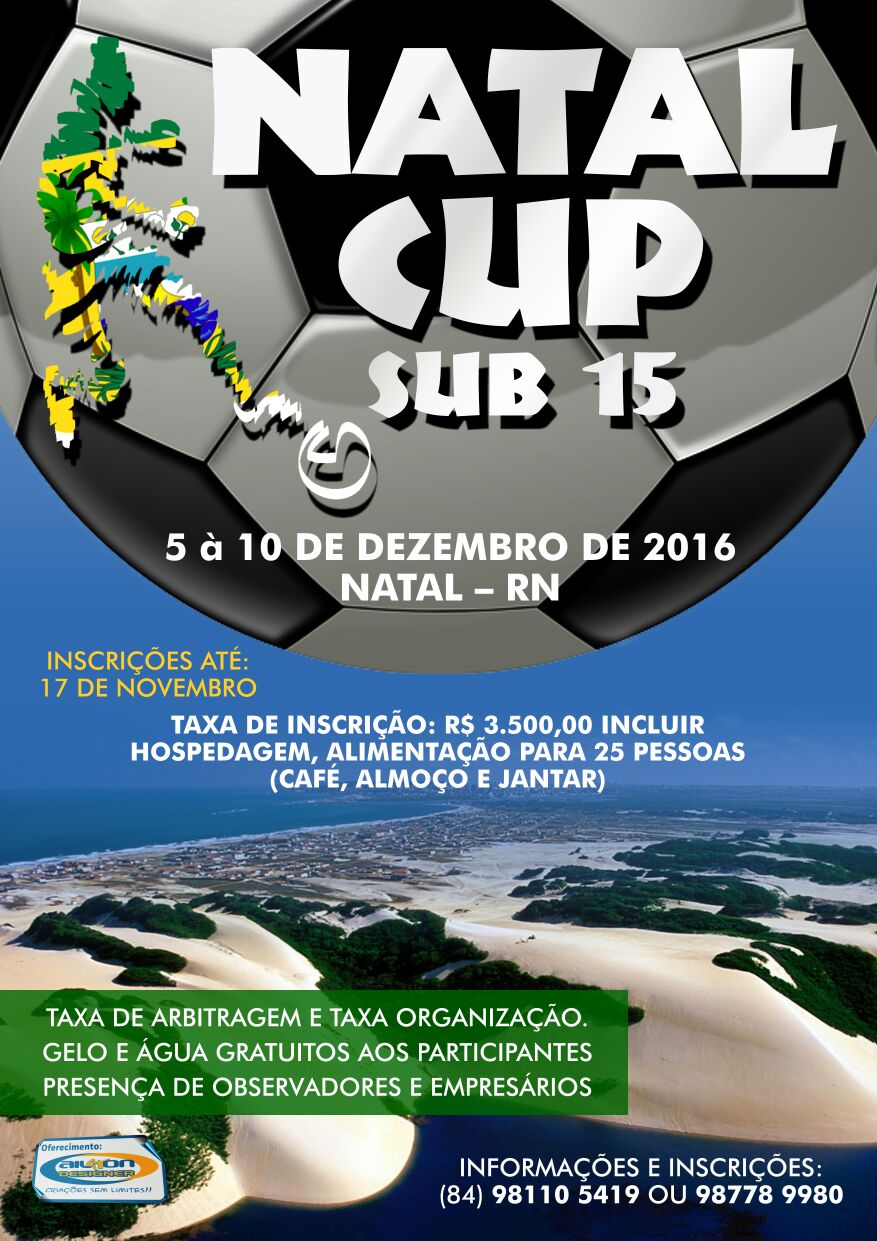 NATAL
CUP
SUB 15
5 à 10 DE DEZEMBRO DE 2016
NATAL – RN
INSCRIÇÕES ATÉ:
17 DE NOVEMBRO
TAXA DE INSCRIÇÃO: R$ 3.500,00 INCLUIR
HOSPEDAGEM, ALIMENTAÇÃO PARA 25 PESSOAS
(CAFÉ, ALMOÇO E JANTAR)
TAXA DE ARBITRAGEM E TAXA ORGANIZAÇÃO.
GELO E ÁGUA GRATUITOS AOS PARTICIPANTES
PRESENÇA DE OBSERVADORES E EMPRESÁRIOS
Oferecimento:
DESIGNER
CRIAÇÕES SEM LIMITES!!
INFORMAÇÕES E INSCRIÇÕES:
(84) 98110 5419 OU 98778 9980